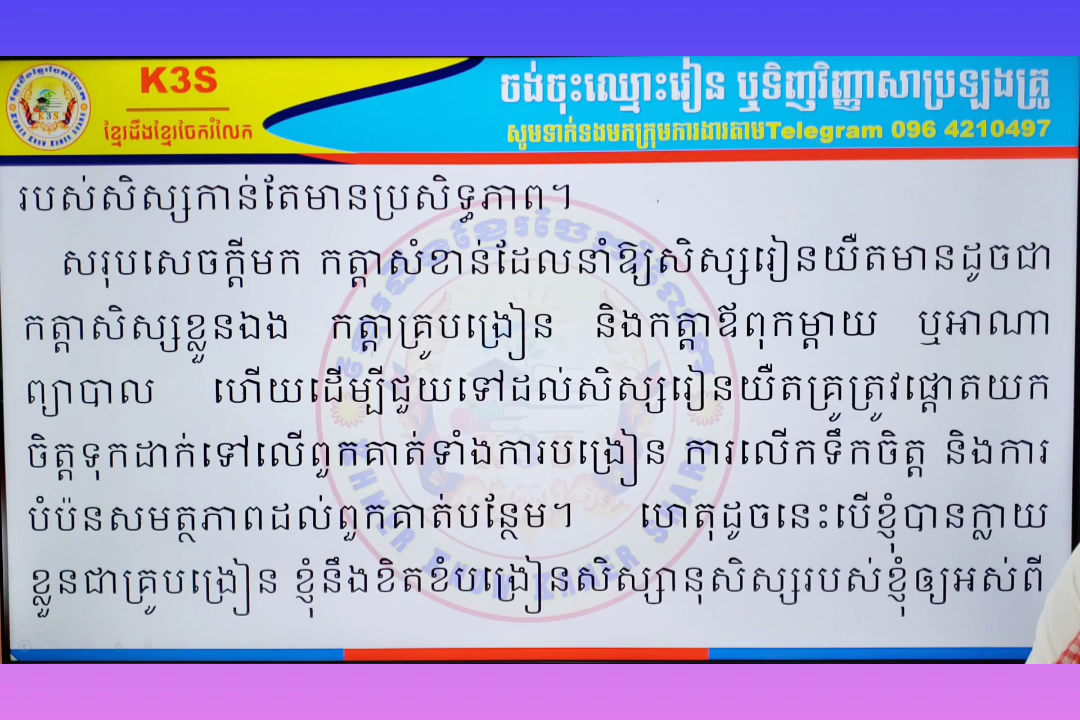 K3S
ខ្មែរដឹងខ្មែរចែករំលែក
ចង់ចុះឈ្មោះរៀន ឬទិញវិញ្ញាសាប្រឡងគ្រូ
សូមទាក់ទងមកក្រុមការងារតាមTelegram 096 4210497
របស់សិស្សកាន់តែមានប្រសិទ្ធភាព។
សរុបសេចក្ដីមក កត្តាសំខាន់ដែលនាំឱ្យសិស្សរៀនយឺតមានដូចជា
កត្តាសិស្សខ្លួនឯង កត្តាគ្រូបង្រៀន និងកត្តាឪពុកម្ដាយ ឬអាណា
ព្យាបាល ហើយដើម្បីជួយទៅដល់សិស្សរៀនយឺតគ្រូត្រូវផ្ដោតយក
ចិត្តទុកដាក់ទៅលើពួកគាត់ទាំងការបង្រៀន ការលើកទឹកចិត្ត និងការ
បំប៉នសមត្ថភាពដល់ពួកគាត់បន្ថែម។ ហេតុដូចនេះបើខ្ញុំបានក្លាយ
ខ្លួនជាគ្រូបង្រៀន ខ្ញុំនឹងខិតខំបង្រៀនសិស្សានុសិស្សរបស់ខ្ញុំឲ្យអស់ពី